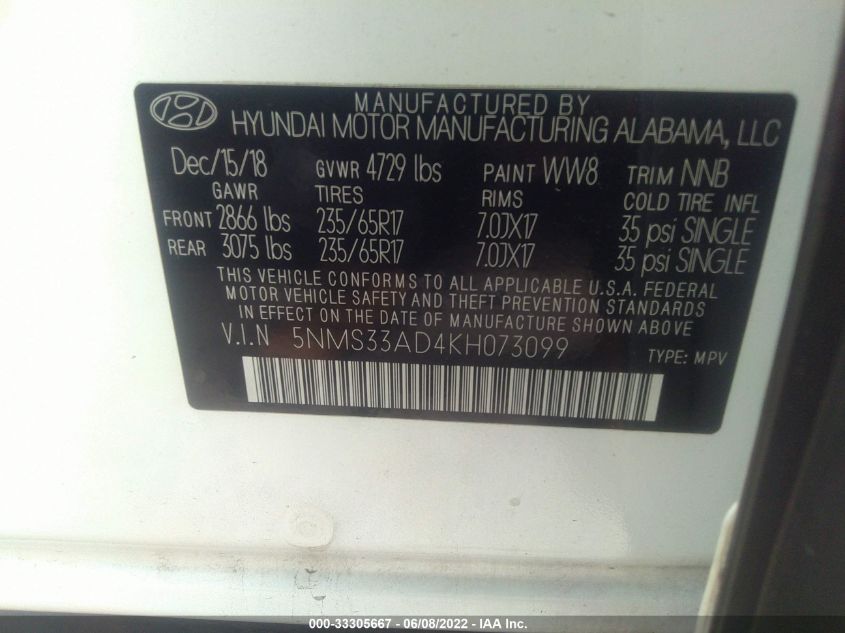 MANUFACTURED BY
HYUNDAI MOTOR MANUFACTURING ALABAMA, LLC
Dec/15/18 GVWR 4729 lbs PAINT WW8 TRIM NNB
GAWR TIRES RIMS COLD TIRE INFL
FRONT 2866 lbs 235/65R17 7.0JX17 35 psi SINGLE
REAR 3075 lbs 235/65R17 7.0JX17 35 psi SINGLE
THIS VEHICLE CONFORMS TO ALL APPLICABLE U.S.A. FEDERAL
MOTOR VEHICLE SAFETY AND THEFT PREVENTION STANDARDS
IN EFFECT ON THE DATE OF MANUFACTURE SHOWN ABOVE
V.I.N 5NMS33AD4KH073099 TYPE: MPV
000-33305667 - 06/08/2022 - IAA Inc.